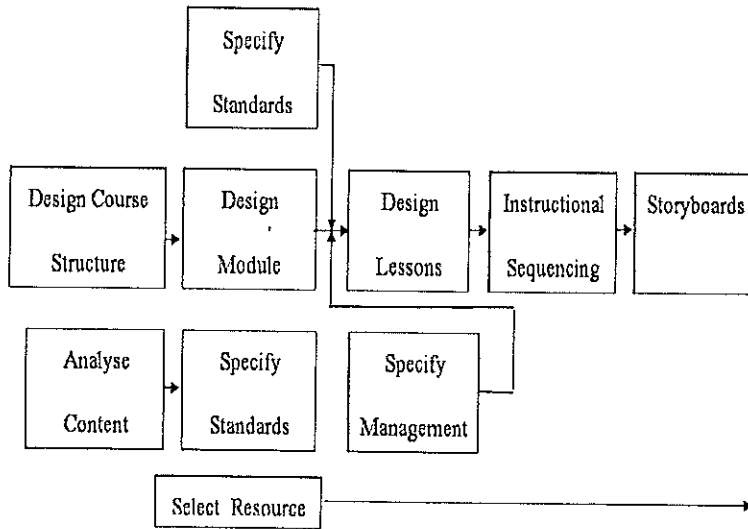 Specify
Standards
Design Course
Structure
Design
Module
Design
Lessons
Instructional
Sequencing
Storyboards
Analyse
Content
Specify
Standards
Specify
Management
Select Resource